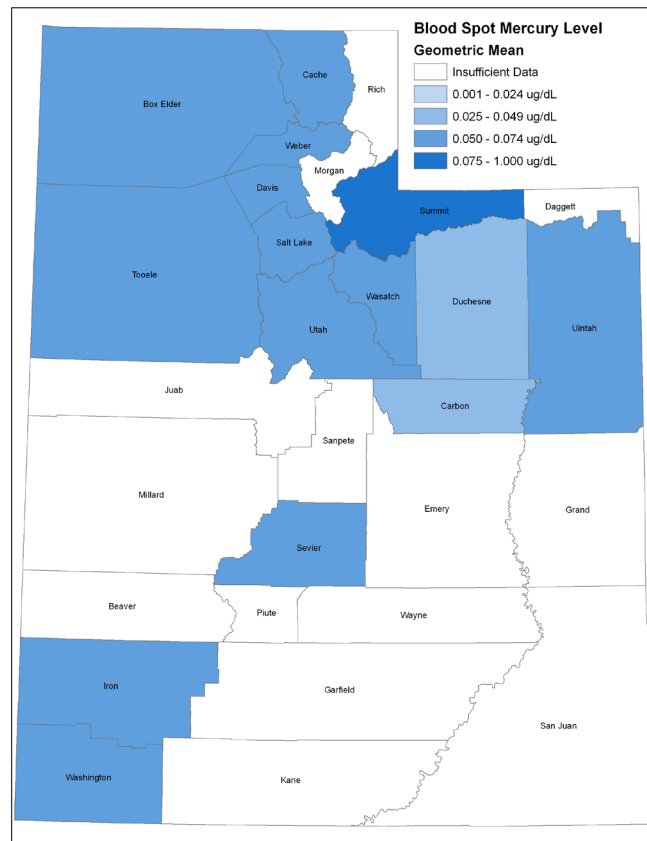 Blood Spot Mercury Level
Geometric Mean
Insufficient Data
0.001 - 0.024 ug/dL
0.025 - 0.049 ug/dL
0.050 - 0.074 ug/dL
0.075 - 1.000 ug/dL
Cache
Rich
Box Elder
Weber
Morgan
Davis
Summit
Daggett
Salt Lake
Tooele
Wasatch
Duchesne
Uintah
Utah
Juab
Carbon
Sanpete
Millard
Emery
Grand
Sevier
Beaver
Piute
Wayne
Iron
Garfield
San Juan
Washington
Kane